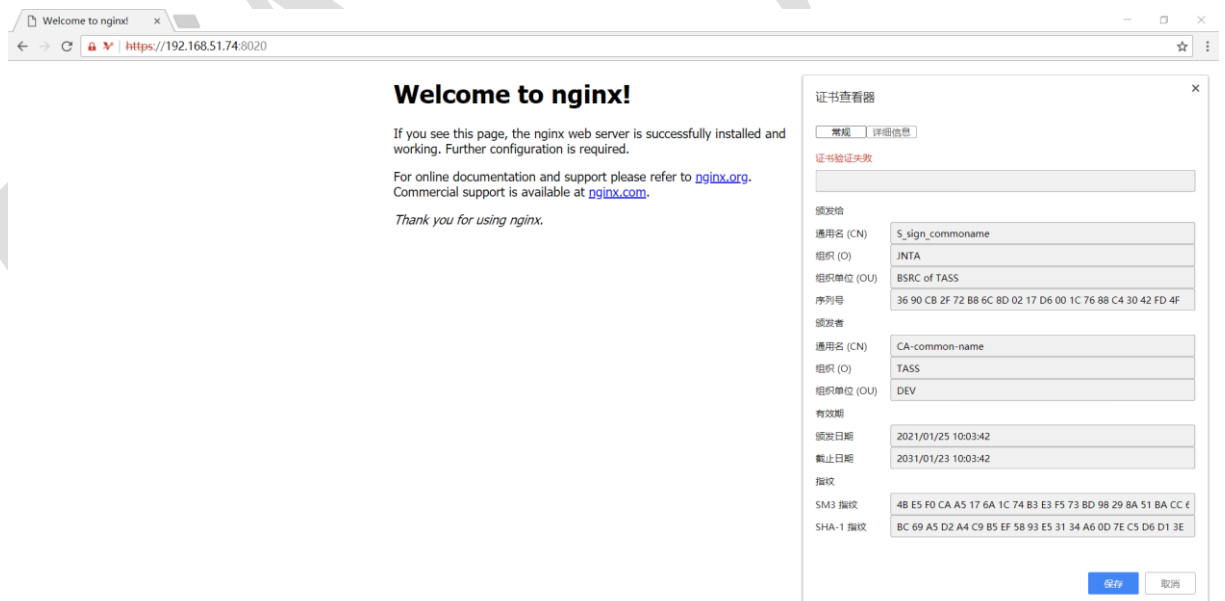 Welcome to nginx!
https://192.168.51.74:8020
Welcome to nginx!
If you see this page, the nginx web server is successfully installed and
working. Further configuration is required.
For online documentation and support please refer to nginx.org.
Commercial support is available at nginx.com.
Thank you for using nginx.
证书查看器
常规 详细信息
证书验证失败
颁发给
通用名 (CN) S_sign_commoname
组织 (O) JNTA
组织单位 (OU) BSRC of TASS
序列号 36 90 CB 2F 72 B8 6C 8D 02 17 D6 00 1C 76 88 C4 30 42 FD 4F
颁发者
通用名 (CN) CA-common-name
组织 (O) TASS
组织单位 (OU) DEV
有效期
颁发日期 2021/01/25 10:03:42
截止日期 2031/01/23 10:03:42
指纹
SM3 指纹 4B E5 F0 CA A5 17 6A 1C 74 B3 E3 F5 73 BD 98 29 8A 51 BA CC
SHA-1 指纹 BC 69 A5 D2 A4 C9 B5 EF 58 93 E5 31 34 A6 0D 7E C5 D6 D1 3E
保存 取消